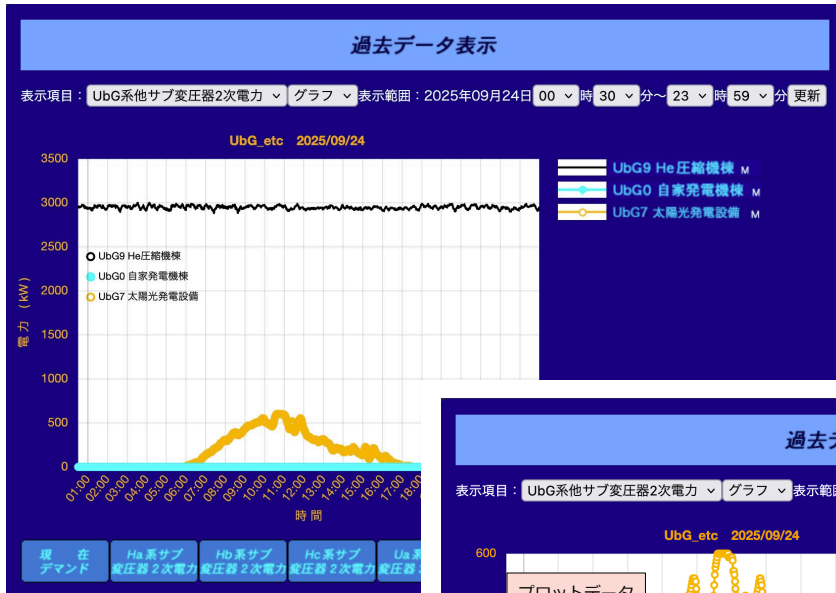 過去データ表示
表示項目： UbG系他サブ変圧器2次電力 グラフ 表示範囲：2025年09月24日 00 時 30 分～ 23 時 59 分 更新
UbG_etc 2025/09/24
3500
3000
2500
2000
1500
1000
500
0
電力 (kW)
UbG9 He圧縮機棟
UbG0 自家発電機棟
UbG7 太陽光発電設備
UbG9 He圧縮機棟 M
UbG0 自家発電機棟 M
UbG7 太陽光発電設備 M
01:00 02:00 03:00 04:00 05:00 06:00 07:00 08:00 09:00 10:00 11:00 12:00 13:00 14:00 15:00 16:00 17:00 18:00
時間
現 在
デマンド
Ha系サブ
変圧器2次電力
Hb系サブ
変圧器2次電力
Hc系サブ
変圧器2次電力
Ua系
変圧器
過去デ
表示項目： UbG系他サブ変圧器2次電力 グラフ 表示範
UbG_etc 2025/09/24
600
プロットデータ